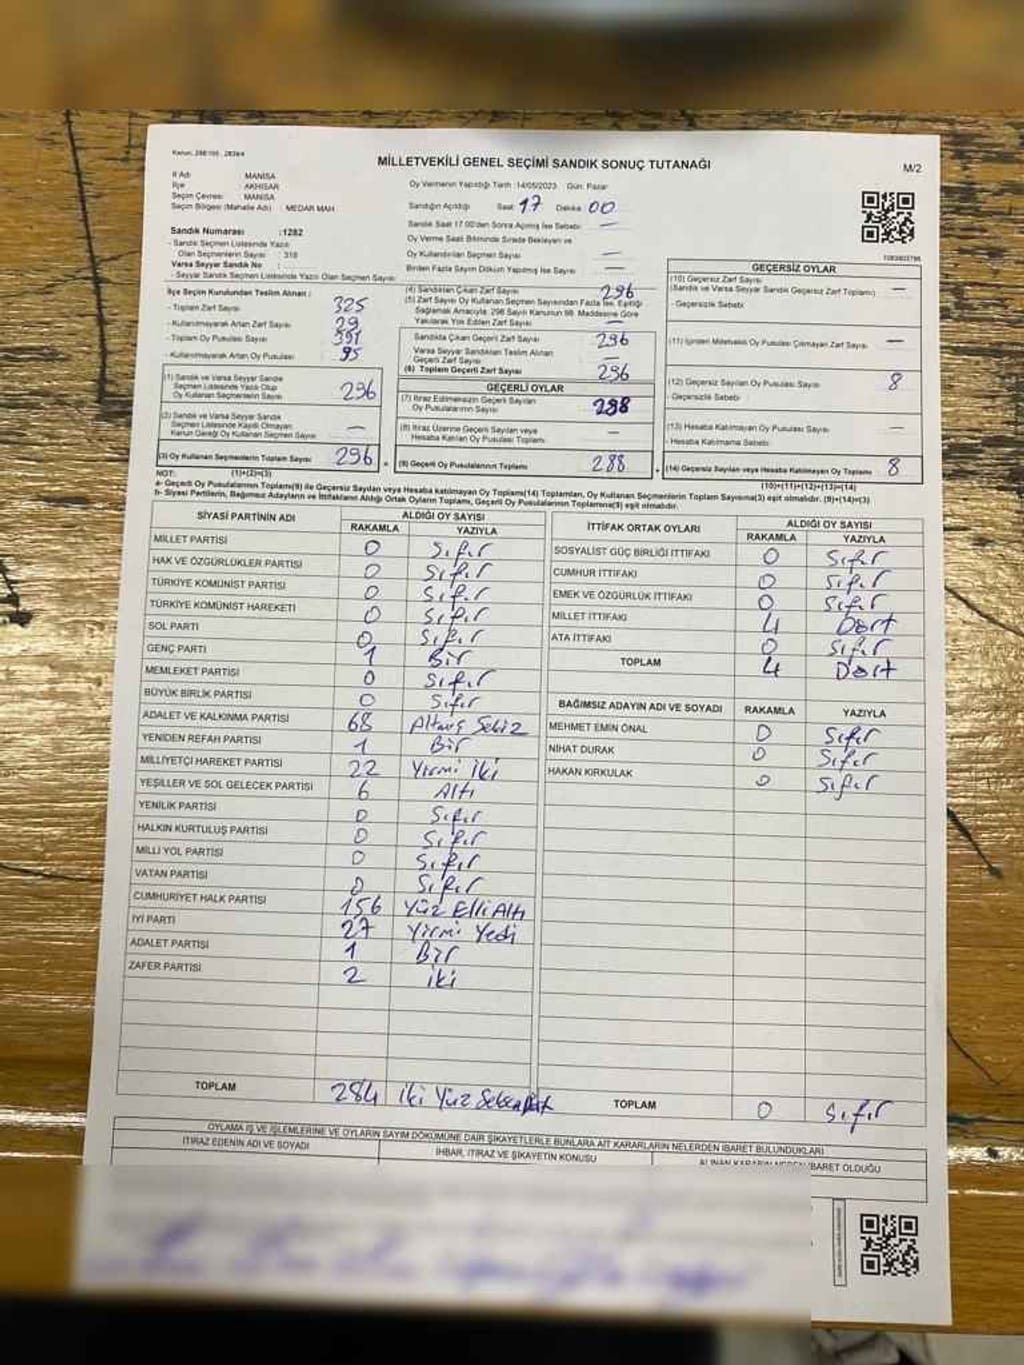 Kanun: 298/105 , 2839/4
MİLLETVEKİLİ GENEL SEÇİMİ SANDIK SONUÇ TUTANAĞI
M/2
İl Adı : MANİSA
İlçe : AKHİSAR
Seçim Çevresi : MANİSA
Seçim Bölgesi (Mahalle Adı) : MEDAR MAH.
Sandık Numarası :1282
- Sandık Seçmen Listesinde Yazılı
Olan Seçmenlerin Sayısı : 318
Varsa Seyyar Sandık No :
- Seyyar Sandık Seçmen Listesinde Yazılı Olan Seçmen Sayısı:
Oy Vermenin Yapıldığı Tarih :14/05/2023 Gün: Pazar
Sandığın Açıldığı Saat: 17 Dakika: 00
Sandık Saat 17.00'den Sonra Açılmış İse Sebebi: —
Oy Verme Saati Bitiminde Sırada Bekleyen ve
Oy Kullandırılan Seçmen Sayısı —
Birden Fazla Sayım Döküm Yapılmış İse Sayısı —
İlçe Seçim Kurulundan Teslim Alınan :
- Toplam Zarf Sayısı 325
- Kullanılmayarak Artan Zarf Sayısı 29
- Toplam Oy Pusulası Sayısı 391
- Kullanılmayarak Artan Oy Pusulası 95
(1) Sandık ve Varsa Seyyar Sandık
Seçmen Listesinde Yazılı Olup
Oy Kullanan Seçmenlerin Sayısı 296
(2) Sandık ve Varsa Seyyar Sandık
Seçmen Listesinde Kayıtlı Olmayan
Kanun Gereği Oy Kullanan Seçmen Sayısı —
(3) Oy Kullanan Seçmenlerin Toplam Sayısı 296
(1)+(2)=(3)
(4) Sandıktan Çıkan Zarf Sayısı 296
(5) Zarf Sayısı Oy Kullanan Seçmen Sayısından Fazla İse, Eşitliği
Sağlamak Amacıyla, 298 Sayılı Kanunun 98. Maddesine Göre
Yakılarak Yok Edilen Zarf Sayısı —
Sandıkta Çıkan Geçerli Zarf Sayısı 296
Varsa Seyyar Sandıktan Teslim Alınan
Geçerli Zarf Sayısı —
(6) Toplam Geçerli Zarf Sayısı 296
GEÇERLİ OYLAR
(7) İtiraz Edilmeksizin Geçerli Sayılan
Oy Pusulalarının Sayısı 288
(8) İtiraz Üzerine Geçerli Sayılan veya
Hesaba Katılan Oy Pusulası Toplamı —
(9) Geçerli Oy Pusulalarının Toplamı 288
GEÇERSİZ OYLAR
(10) Geçersiz Zarf Sayısı
(Sandık ve Varsa Seyyar Sandık Geçersiz Zarf Toplamı) —
- Geçersizlik Sebebi:
(11) İçinden Milletvekili Oy Pusulası Çıkmayan Zarf Sayısı —
(12) Geçersiz Sayılan Oy Pusulası Sayısı 8
- Geçersizlik Sebebi:
(13) Hesaba Katılmayan Oy Pusulası Sayısı —
- Hesaba Katılmama Sebebi:
(14) Geçersiz Sayılan veya Hesaba Katılmayan Oy Toplamı 8
(10)+(11)+(12)+(13)=(14)
NOT:
a- Geçerli Oy Pusulaları Toplamı(9) ile Geçersiz Sayılan veya Hesaba katılmayan Oy Toplamı(14) Toplamları, Oy Kullanan Seçmenlerin Toplam Sayısına(3) eşit olmalıdır. (9)+(14)=(3)
b- Siyasi Partilerin, Bağımsız Adayların ve İttifakların Aldığı Ortak Oyların Toplamı, Geçerli Oy Pusulalarının Toplamına(9) eşit olmalıdır.
SİYASİ PARTİNİN ADI ALDIĞI OY SAYISI
RAKAMLA YAZIYLA
MİLLET PARTİSİ 0 Sıfır
HAK VE ÖZGÜRLÜKLER PARTİSİ 0 Sıfır
TÜRKİYE KOMÜNİST PARTİSİ 0 Sıfır
TÜRKİYE KOMÜNİST HAREKETİ 0 Sıfır
SOL PARTİ 0 Sıfır
GENÇ PARTİ 1 Bir
MEMLEKET PARTİSİ 0 Sıfır
BÜYÜK BİRLİK PARTİSİ 0 Sıfır
ADALET VE KALKINMA PARTİSİ 68 Altmış Sekiz
YENİDEN REFAH PARTİSİ 1 Bir
MİLLİYETÇİ HAREKET PARTİSİ 22 Yirmi İki
YEŞİLLER VE SOL GELECEK PARTİSİ 6 Altı
YENİLİK PARTİSİ 0 Sıfır
HALKIN KURTULUŞ PARTİSİ 0 Sıfır
MİLLİ YOL PARTİSİ 0 Sıfır
VATAN PARTİSİ 0 Sıfır
CUMHURİYET HALK PARTİSİ 156 Yüz Elli Altı
İYİ PARTİ 27 Yirmi Yedi
ADALET PARTİSİ 1 Bir
ZAFER PARTİSİ 2 İki
TOPLAM 284 İki Yüz Seksen Dört
İTTİFAK ORTAK OYLARI ALDIĞI OY SAYISI
RAKAMLA YAZIYLA
SOSYALİST GÜÇ BİRLİĞİ İTTİFAKI 0 Sıfır
CUMHUR İTTİFAKI 0 Sıfır
EMEK VE ÖZGÜRLÜK İTTİFAKI 0 Sıfır
MİLLET İTTİFAKI 4 Dört
ATA İTTİFAKI 0 Sıfır
TOPLAM 4 Dört
BAĞIMSIZ ADAYIN ADI VE SOYADI RAKAMLA YAZIYLA
MEHMET EMİN ÖNAL 0 Sıfır
NİHAT DURAK 0 Sıfır
HAKAN KIRKULAK 0 Sıfır
TOPLAM 0 Sıfır
OYLAMA İŞ VE İŞLEMLERİNE VE OYLARIN SAYIM DÖKÜMÜNE DAİR ŞİKAYETLERLE BUNLARA AİT KARARLARIN NELERDEN İBARET BULUNDUKLARI
İTİRAZ EDENİN ADI VE SOYADI
İHBAR, İTİRAZ VE ŞİKAYETİN KONUSU
ALINAN KARARIN NEDEN İBARET OLDUĞU